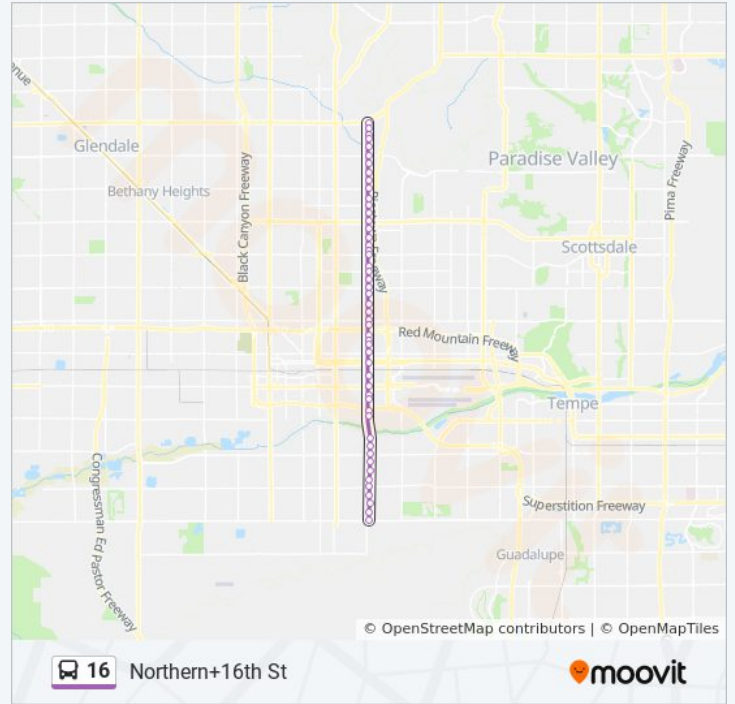 enue
Glendale
Bethany Heights
Black Canyon Freeway
Paradise Valley
Pima Freeway
Scottsdale
Red Mountain Freeway
Tempe
Congressman Ed Pastor Freeway
Superstition Freeway
Guadalupe
© OpenStreetMap contributors | © OpenMapTiles
16 Northern+16th St
moovit